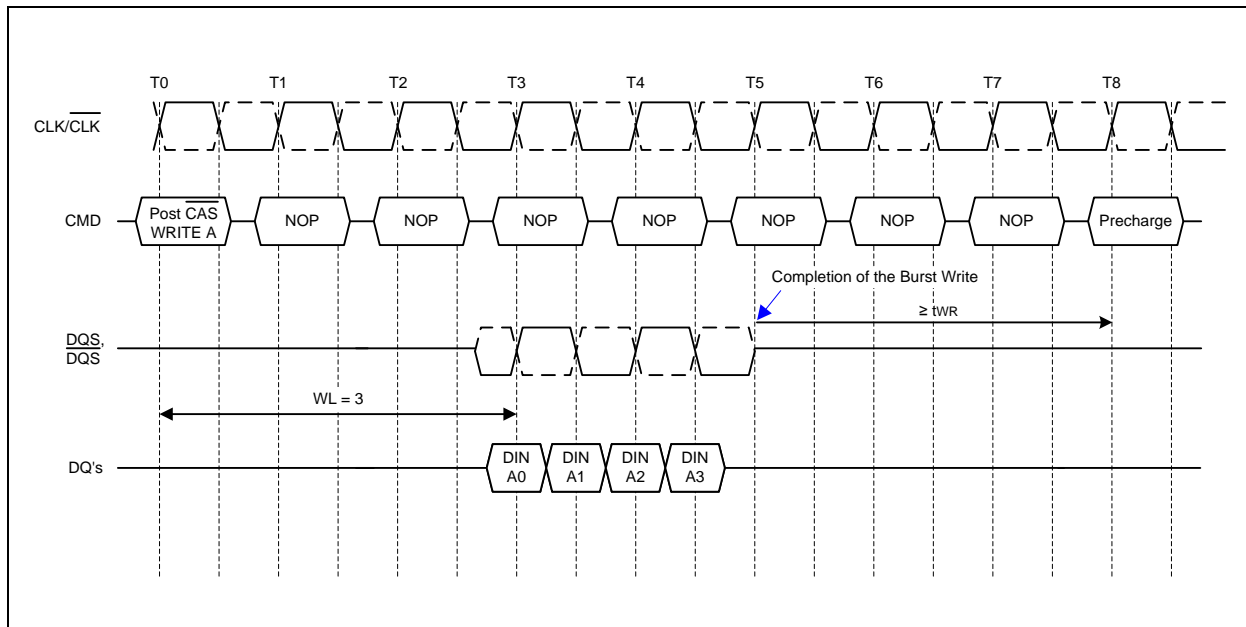 T0 T1 T2 T3 T4 T5 T6 T7 T8
CLK/CLK
CMD
Post CAS
WRITE A
NOP NOP NOP NOP NOP NOP NOP Precharge
Completion of the Burst Write
≥ tWR
DQS,
DQS
WL = 3
DQ's
DIN DIN DIN DIN
A0 A1 A2 A3